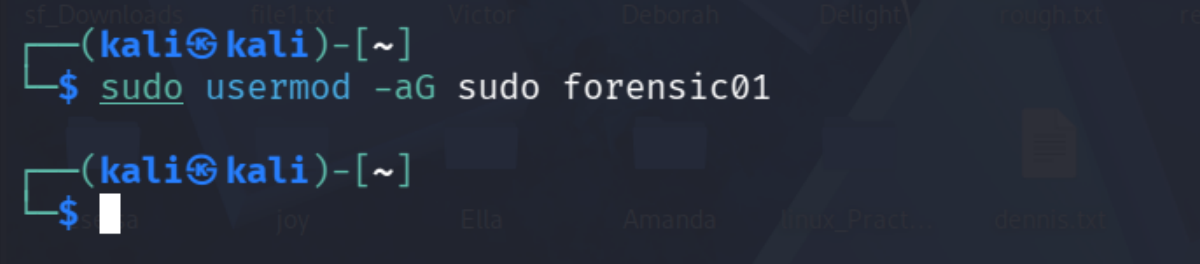 sf_Downloads file1.txt Victor Deborah Delight rough.txt
┌──(kali㉿kali)-[~]
└─$ sudo usermod -aG sudo forensic01
┌──(kali㉿kali)-[~]
└─$
joy Ella Amanda linux_Pract... dennis.txt